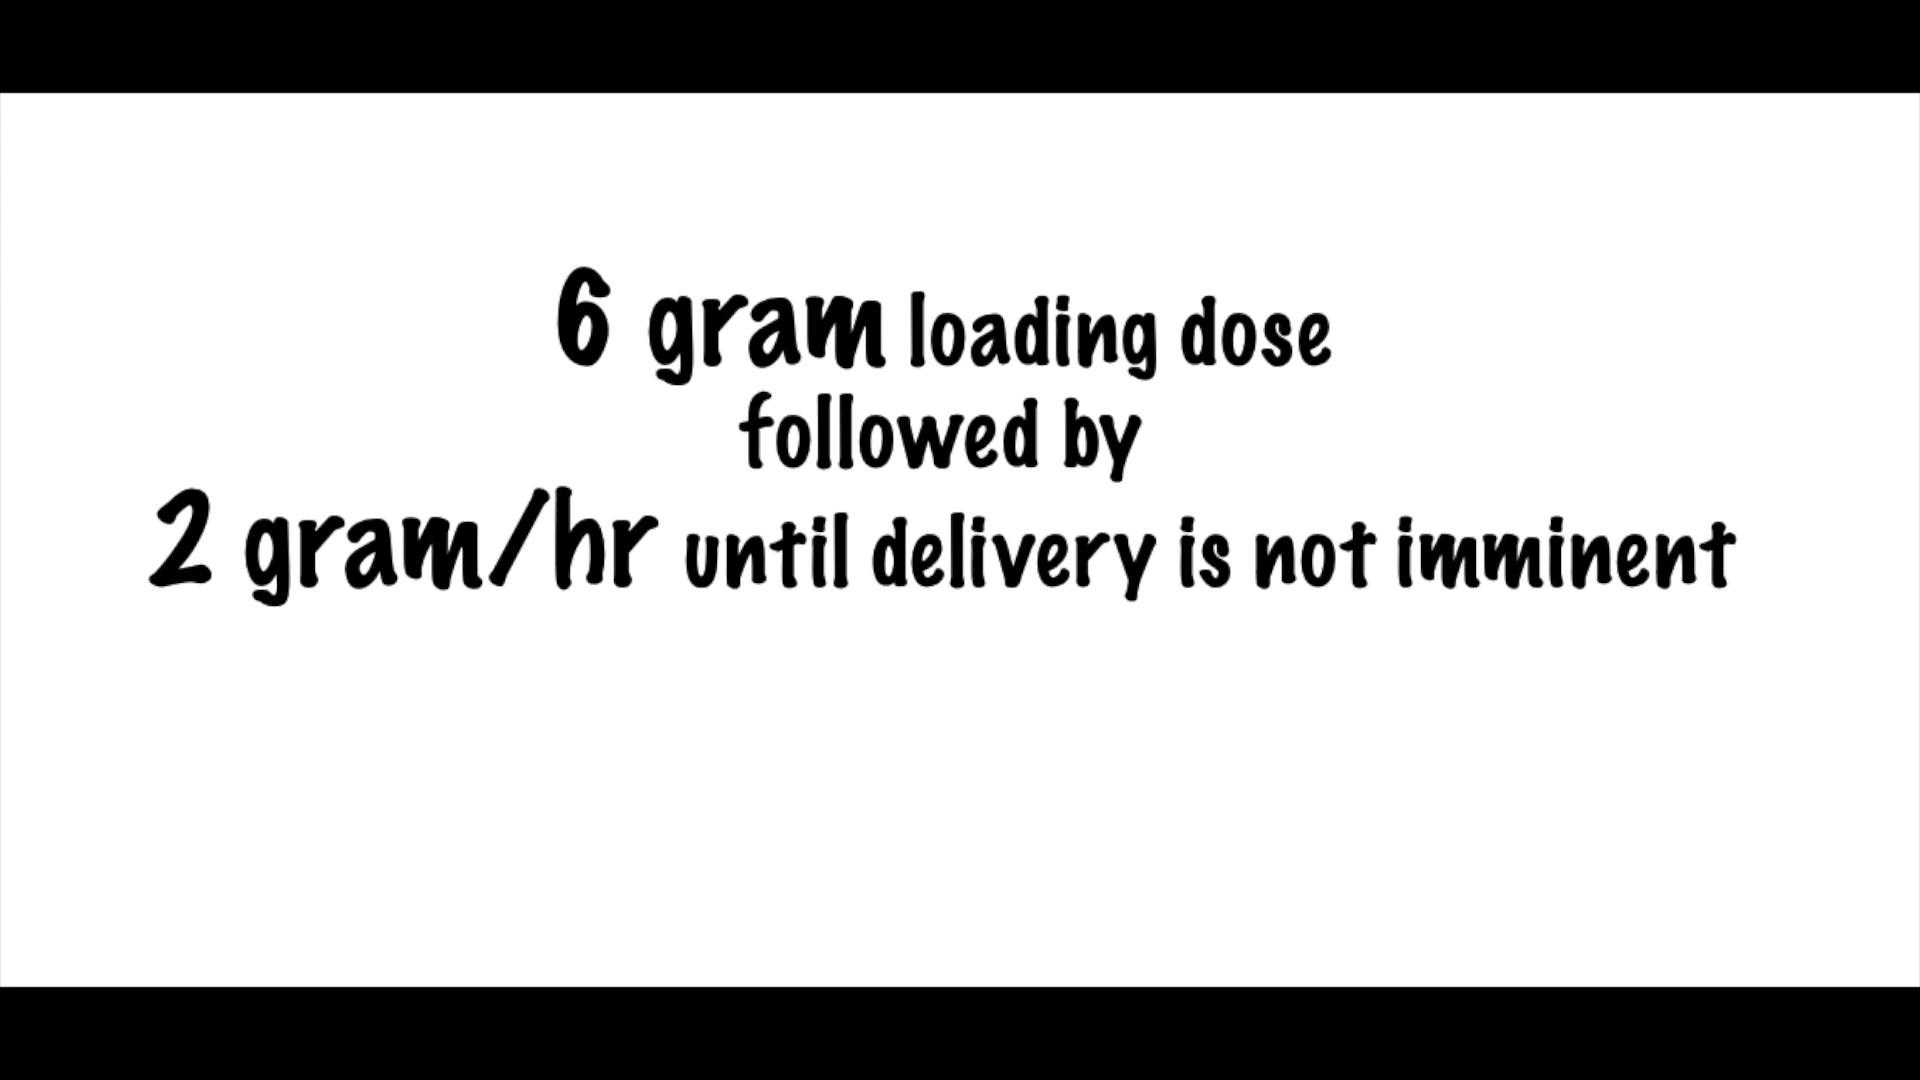 6 gram loading dose
followed by
2 gram/hr until delivery is not imminent